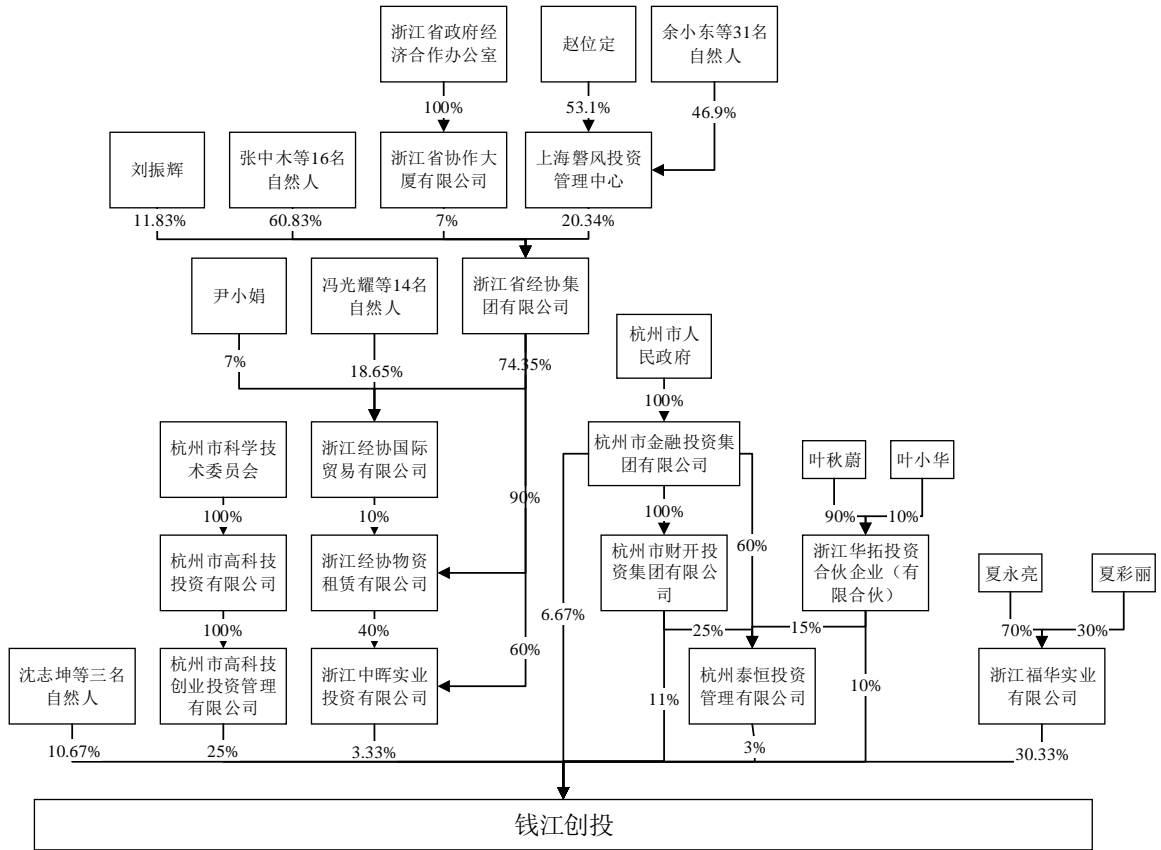 浙江省政府经
济合作办公室
赵位定
余小东等31名
自然人
100%
53.1%
46.9%
刘振辉
张中木等16名
自然人
浙江省协作大
厦有限公司
上海磐风投资
管理中心
11.83%
60.83%
7%
20.34%
尹小娟
冯光耀等14名
自然人
浙江省经协集
团有限公司
杭州市人
民政府
7%
18.65%
74.35%
100%
杭州市科学技
术委员会
浙江经协国际
贸易有限公司
杭州市金融投资集
团有限公司
叶秋蔚
叶小华
100%
10%
90%
100%
90%
10%
杭州市高科技
投资有限公司
浙江经协物资
租赁有限公司
杭州市财开投
资集团有限公
司
60%
浙江华拓投资
合伙企业（有
限合伙）
夏永亮
夏彩丽
100%
40%
60%
6.67%
25%
15%
70%
30%
沈志坤等三名
自然人
杭州市高科技
创业投资管理
有限公司
浙江中晖实业
投资有限公司
11%
杭州泰恒投资
管理有限公司
10%
浙江福华实业
有限公司
10.67%
25%
3.33%
3%
30.33%
钱江创投